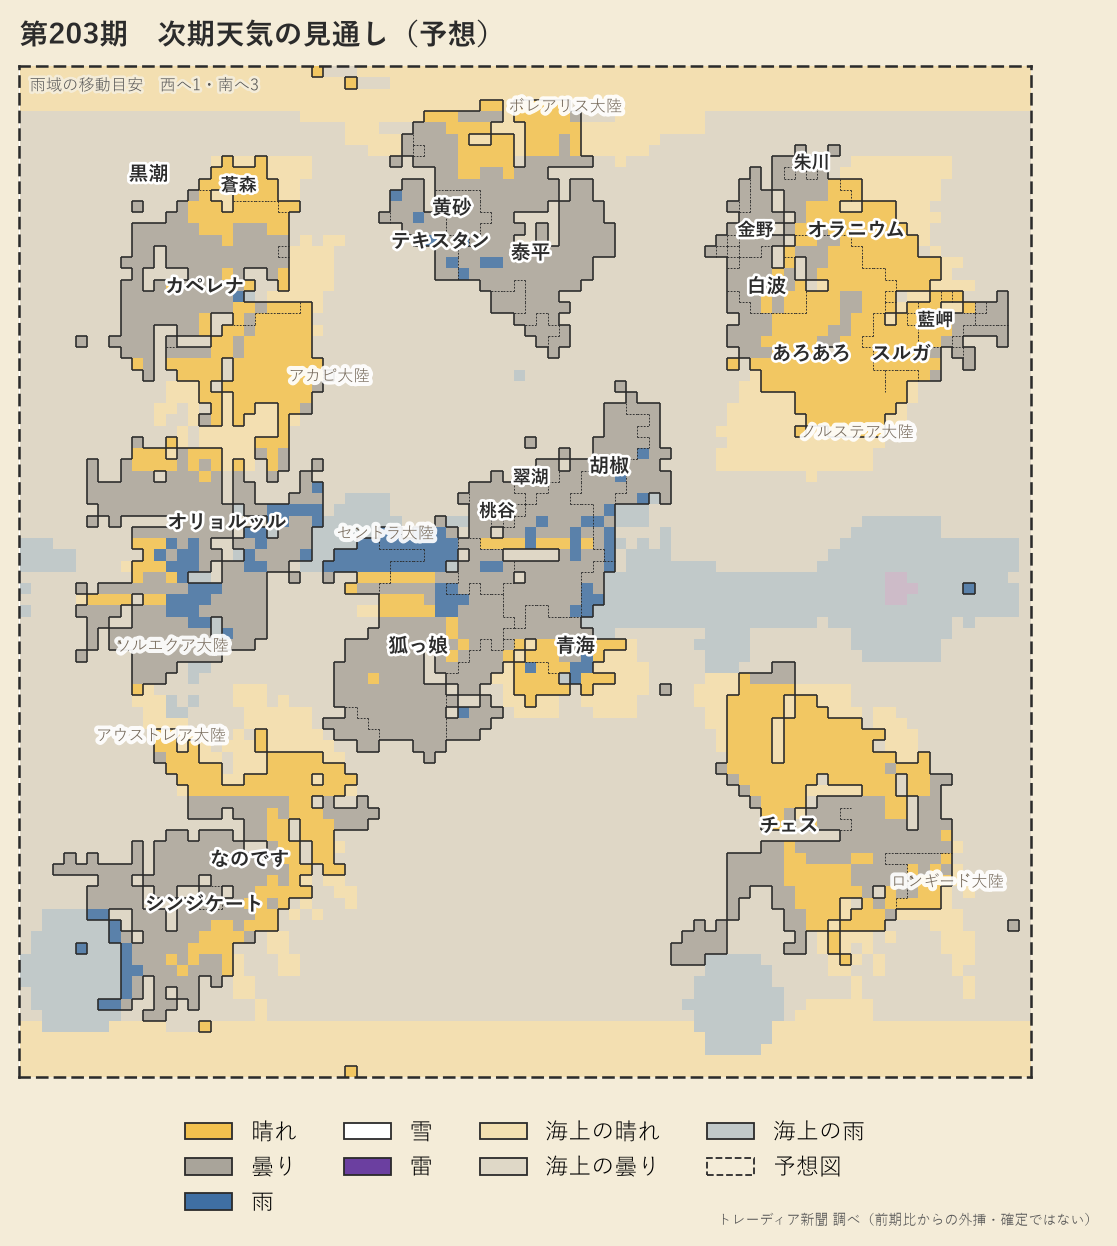 第203期　次期天気の見通し（予想）
雨域の移動目安　西へ1・南へ3
ボレアリス大陸
朱川
黒潮
蒼森
黄砂
金野
オラニウム
テキスタン
泰平
カペレナ
白波
藍岬
あろあろ
スルガ
アカピ大陸
ノルステア大陸
胡椒
翠湖
桃谷
オリョルッル
セントラ大陸
ソルエクア大陸
狐っ娘
青海
アウストレア大陸
チェス
なのです
ロンギード大陸
シンジケート
晴れ
雪
海上の晴れ
海上の雨
曇り
雷
海上の曇り
予想図
雨
トレーディア新聞 調べ（前期比からの外挿・確定ではない）